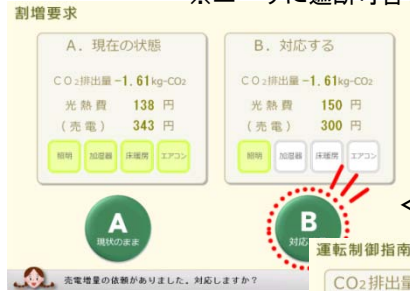 割増要求
A．現在の状態
CO2排出量 -1.61kg-CO2
光熱費 138 円
（売電） 343 円
照明 加湿器 床暖房 エアコン
B．対応する
CO2排出量 -1.61kg-CO2
光熱費 150 円
（売電） 300 円
照明 加湿器 床暖房 エアコン
A
現状のまま
B
対応
<
売電増量の依頼がありました。対応しますか？
運転制御指南
CO2排出量